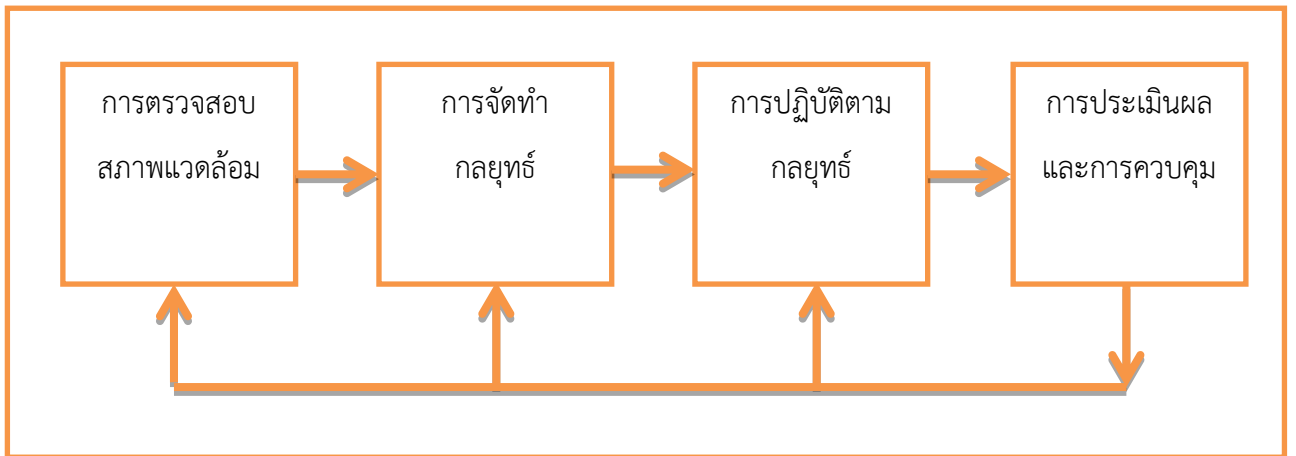 การตรวจสอบ
สภาพแวดล้อม
การจัดทำ
กลยุทธ์
การปฏิบัติตาม
กลยุทธ์
การประเมินผล
และการควบคุม